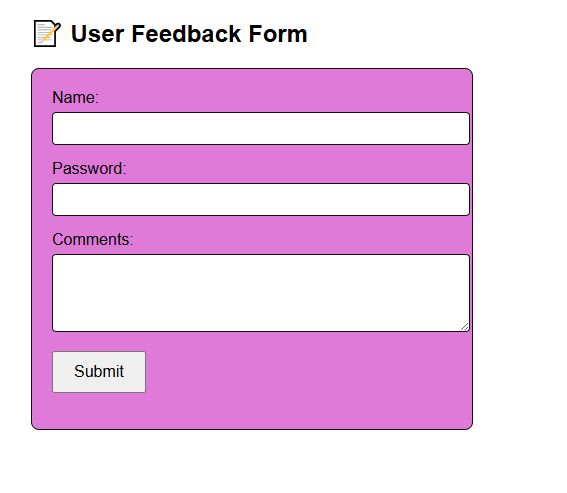 📝 User Feedback Form
Name:
Password:
Comments:
Submit